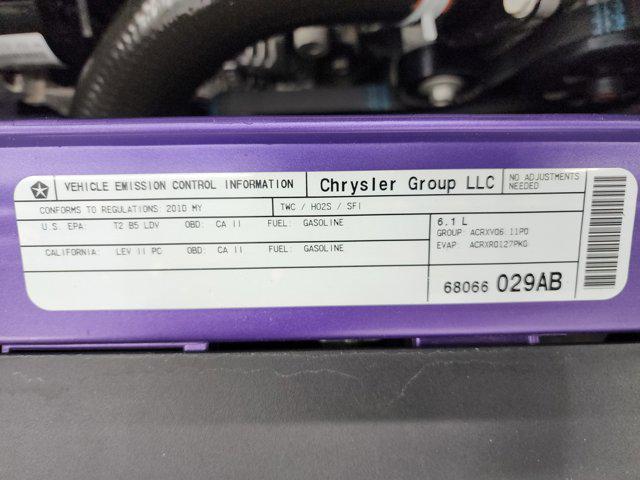 VEHICLE EMISSION CONTROL INFORMATION Chrysler Group LLC NO ADJUSTMENTS NEEDED
CONFORMS TO REGULATIONS: 2010 MY TWC / HO2S / SFI
U.S. EPA: T2 B5 LDV OBD: CA II FUEL: GASOLINE 6.1 L
GROUP: ACRXV06.11P0
CALIFORNIA: LEV II PC OBD: CA II FUEL: GASOLINE EVAP: ACRXR0127PKG
68066 029AB